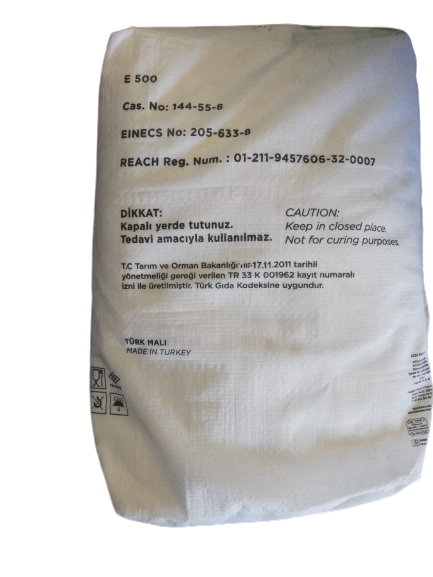 E 500
Cas. No: 144-55-8
EINECS No: 205-633-8
REACH Reg. Num. : 01-211-9457606-32-0007
DİKKAT:
Kapalı yerde tutunuz.
Tedavi amacıyla kullanılmaz.
CAUTION:
Keep in closed place.
Not for curing purposes.
T.C Tarım ve Orman Bakanlığı'nın 17.11.2011 tarihli
yönetmeliği gereği verilen TR 33 K 001962 kayıt numaralı
izni ile üretilmiştir. Türk Gıda Kodeksine uygundur.
TÜRK MALI
MADE IN TURKEY